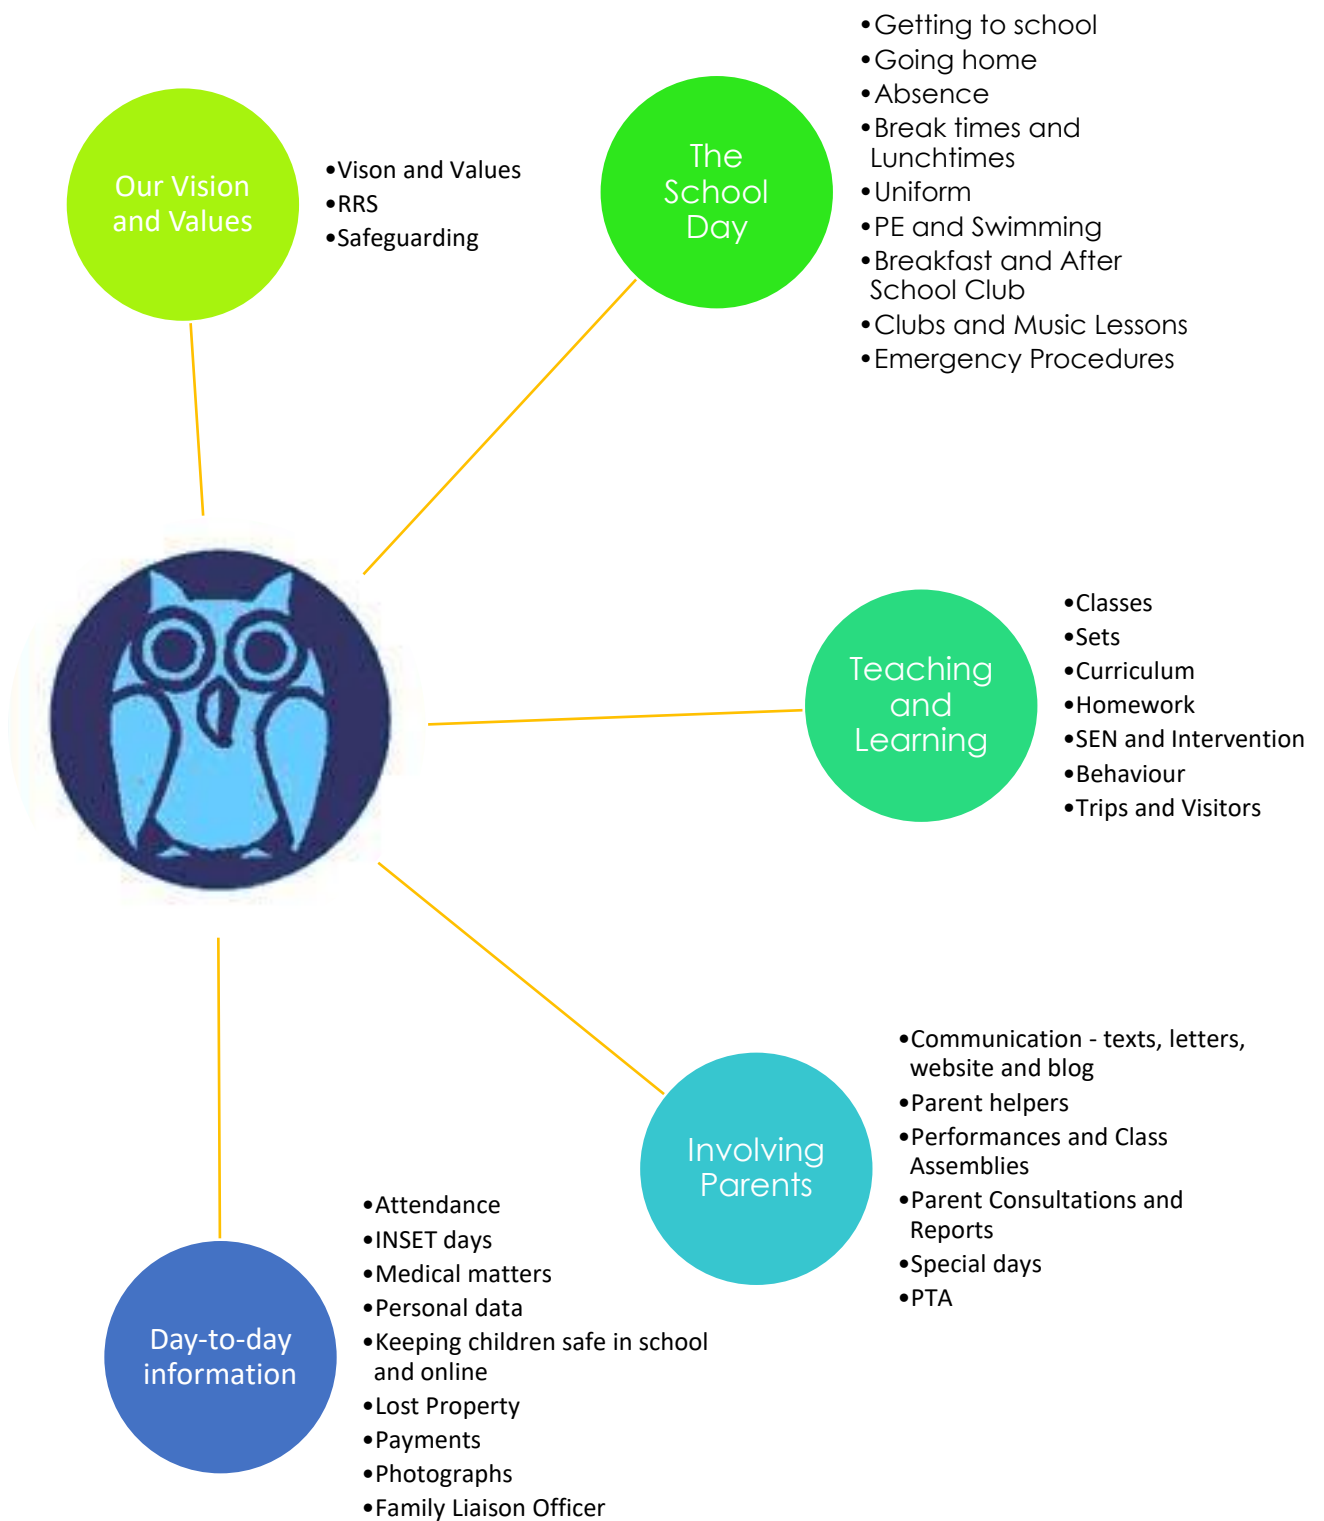 Our Vision
and Values
•Vison and Values
•RRS
•Safeguarding
The
School
Day
•Getting to school
•Going home
•Absence
•Break times and
Lunchtimes
•Uniform
•PE and Swimming
•Breakfast and After
School Club
•Clubs and Music Lessons
•Emergency Procedures
Teaching
and
Learning
•Classes
•Sets
•Curriculum
•Homework
•SEN and Intervention
•Behaviour
•Trips and Visitors
Involving
Parents
•Communication - texts, letters,
website and blog
•Parent helpers
•Performances and Class
Assemblies
•Parent Consultations and
Reports
•Special days
•PTA
Day-to-day
information
•Attendance
•INSET days
•Medical matters
•Personal data
•Keeping children safe in school
and online
•Lost Property
•Payments
•Photographs
•Family Liaison Officer